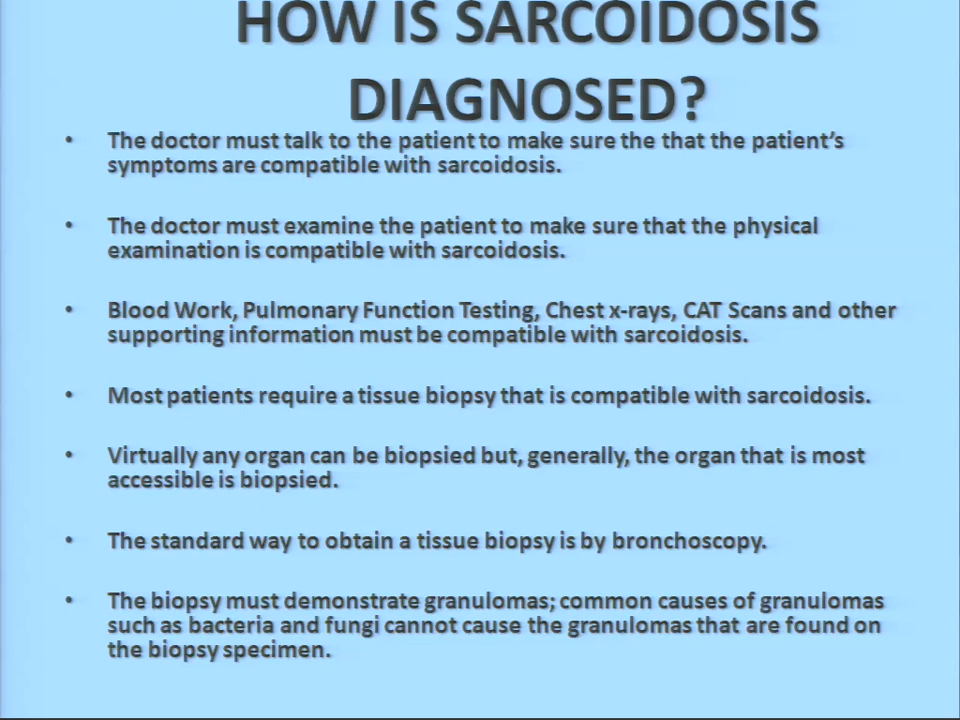 HOW IS SARCOIDOSIS
DIAGNOSED?
• The doctor must talk to the patient to make sure the that the patient’s
symptoms are compatible with sarcoidosis.
• The doctor must examine the patient to make sure that the physical
examination is compatible with sarcoidosis.
• Blood Work, Pulmonary Function Testing, Chest x-rays, CAT Scans and other
supporting information must be compatible with sarcoidosis.
• Most patients require a tissue biopsy that is compatible with sarcoidosis.
• Virtually any organ can be biopsied but, generally, the organ that is most
accessible is biopsied.
• The standard way to obtain a tissue biopsy is by bronchoscopy.
• The biopsy must demonstrate granulomas; common causes of granulomas
such as bacteria and fungi cannot cause the granulomas that are found on
the biopsy specimen.